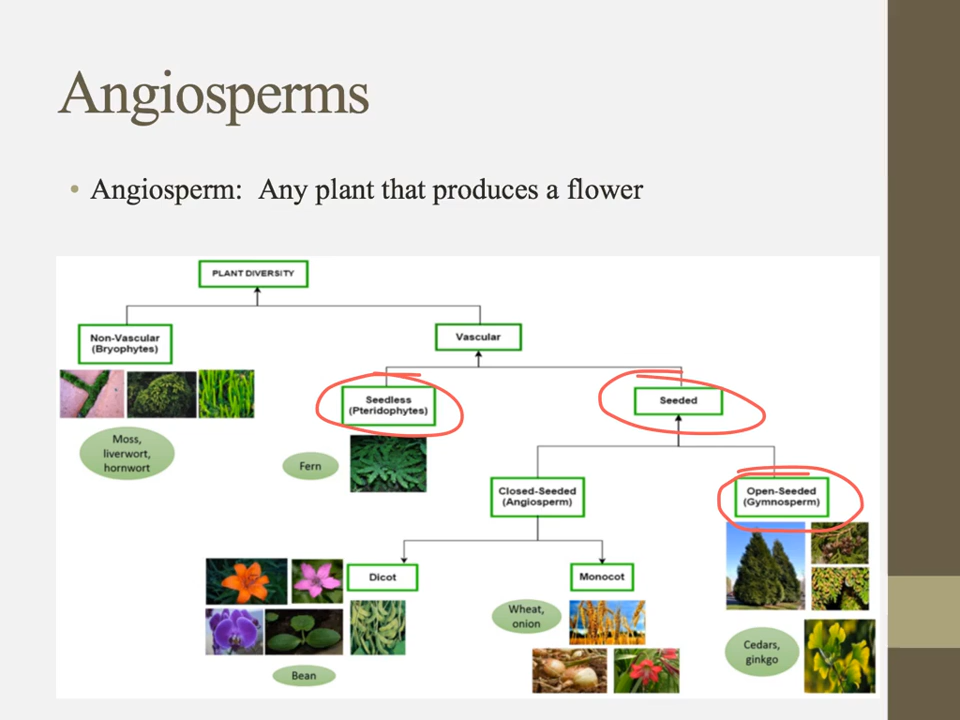 Angiosperms
• Angiosperm: Any plant that produces a flower
PLANT DIVERSITY
Non-Vascular
(Bryophytes)
Vascular
Moss,
liverwort,
hornwort
Seedless
(Pteridophytes)
Seeded
Fern
Closed-Seeded
(Angiosperm)
Open-Seeded
(Gymnosperm)
Dicot
Monocot
Wheat,
onion
Cedars,
ginkgo
Bean